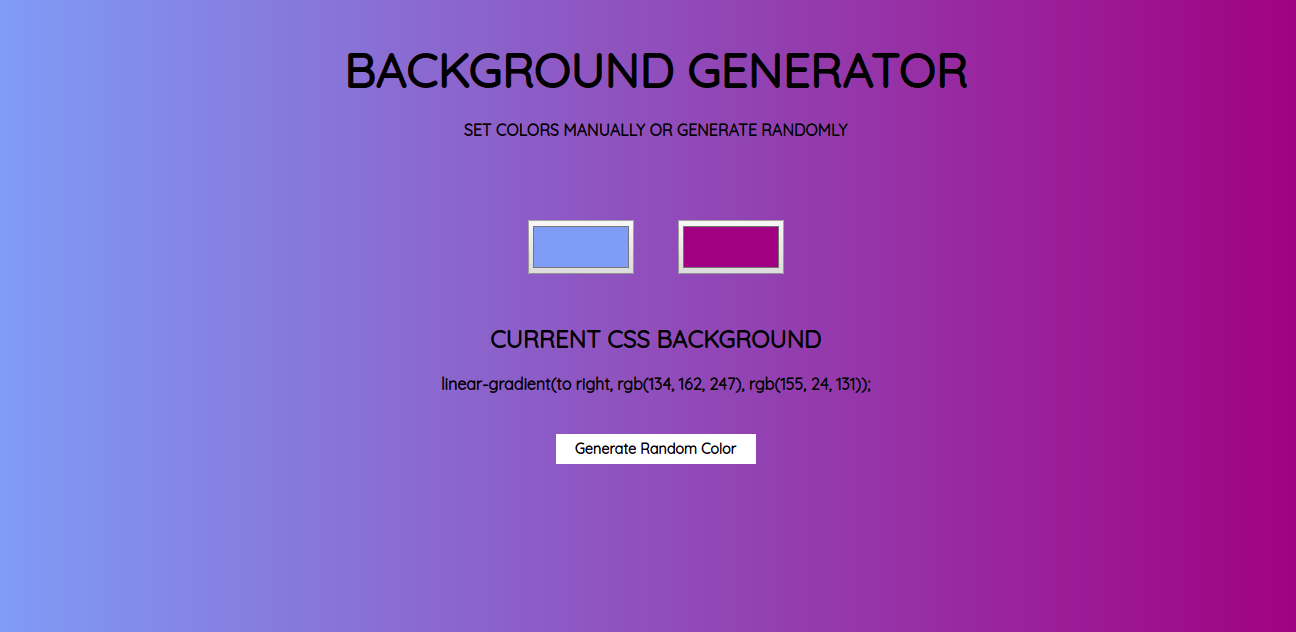 BACKGROUND GENERATOR
SET COLORS MANUALLY OR GENERATE RANDOMLY
CURRENT CSS BACKGROUND
linear-gradient(to right, rgb(134, 162, 247), rgb(155, 24, 131));
Generate Random Color